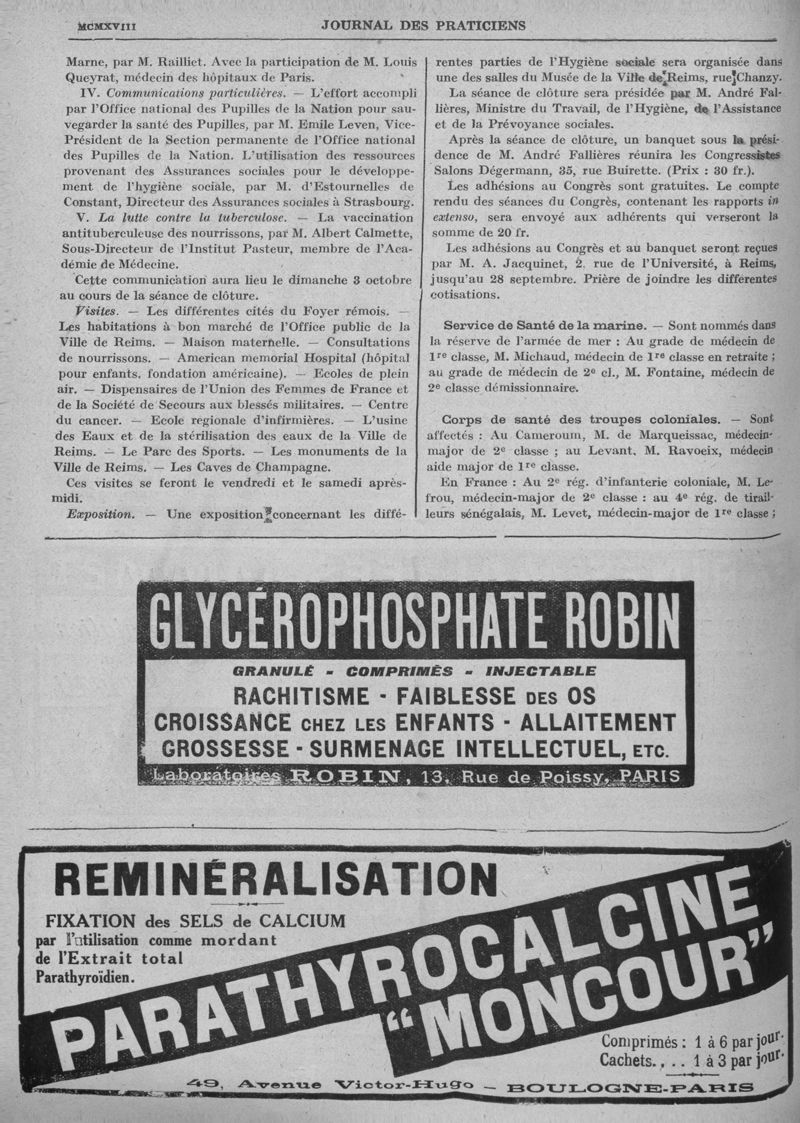 MCMXVIII
JOURNAL DES PRATICIENS
Marne, par M. Railliet. Avec la participation de M. Louis
Queyrat, médecin des hôpitaux de Paris.
IV. Communications particulières. — L'effort accompli
par l'Office national des Pupilles de la Nation pour sau-
vegarder la santé des Pupilles, par M. Emile Leven, Vice-
Président de la Section permanente de l'Office national
des Pupilles de la Nation. L'utilisation des ressources
provenant des Assurances sociales pour le développe-
ment de l'hygiène sociale, par M. d'Estournelles de
Constant, Directeur des Assurances sociales à Strasbourg.
V. La lutte contre la tuberculose. — La vaccination
antituberculeuse des nourrissons, par M. Albert Calmette,
Sous-Directeur de l'Institut Pasteur, membre de l'Aca-
démie de Médecine.
Cette communication aura lieu le dimanche 3 octobre
au cours de la séance de clôture.
Visites. — Les différentes cités du Foyer rémois. —
Les habitations à bon marché de l'Office public de la
Ville de Reims. — Maison maternelle. — Consultations
de nourrissons. — American memorial Hospital (hôpital
pour enfants. fondation américaine). — Ecoles de plein
air. — Dispensaires de l'Union des Femmes de France et
de la Société de Secours aux blessés militaires. — Centre
du cancer. — Ecole regionale d'infirmières. — L'usine
des Eaux et de la stérilisation des eaux de la Ville de
Reims. — Le Parc des Sports. — Les monuments de la
Ville de Reims. — Les Caves de Champagne.
Ces visites se feront le vendredi et le samedi après-
midi.
Exposition. — Une exposition concernant les diffé-
rentes parties de l'Hygiène sociale sera organisée dans
une des salles du Musée de la Ville de Reims, rue Chanzy.
La séance de clôture sera présidée par M. André Fal-
lières, Ministre du Travail, de l'Hygiène, de l'Assistance
et de la Prévoyance sociales.
Après la séance de clôture, un banquet sous la prési-
dence de M. André Fallières réunira les Congressistes
Salons Dégermann, 35, rue Buirette. (Prix : 30 fr.).
Les adhésions au Congrès sont gratuites. Le compte
rendu des séances du Congrès, contenant les rapports in
extenso, sera envoyé aux adhérents qui verseront la
somme de 20 fr.
Les adhésions au Congrès et au banquet seront reçues
par M. A. Jacquinet, 2. rue de l'Université, à Reims,
jusqu'au 28 septembre. Prière de joindre les differentes
cotisations.
Service de Santé de la marine. — Sont nommés dans
la réserve de l'armée de mer : Au grade de médecin de
1re classe, M. Michaud, médecin de 1re classe en retraite ;
au grade de médecin de 2e cl., M. Fontaine, médecin de
2e classe démissionnaire.
Corps de santé des troupes coloniales. — Sont
affectés : Au Cameroum, M. de Marqueissac, médecin-
major de 2e classe ; au Levant. M. Ravoeix, médecin
aide major de 1re classe.
En France : Au 2e rég. d'infanterie coloniale, M. Le-
frou, médecin-major de 2e classe : au 4e rég. de tirail-
leurs sénégalais, M. Levet, médecin-major de 1re classe ;
GLYCÉROPHOSPHATE ROBIN
GRANULÉ - COMPRIMÉS - INJECTABLE
RACHITISME - FAIBLESSE DES OS
CROISSANCE CHEZ LES ENFANTS - ALLAITEMENT
GROSSESSE - SURMENAGE INTELLECTUEL, ETC.
Laboratoires ROBIN, 13, Rue de Poissy, PARIS
REMINÉRALISATION
FIXATION des SELS de CALCIUM
par l'utilisation comme mordant
de l'Extrait total
Parathyroïdien.
PARATHYROCALCINE
"MONCOUR"
Comprimés : 1 à 6 par jour.
Cachets.... 1 à 3 par jour.
49, Avenue Victor-Hugo — BOULOGNE-PARIS